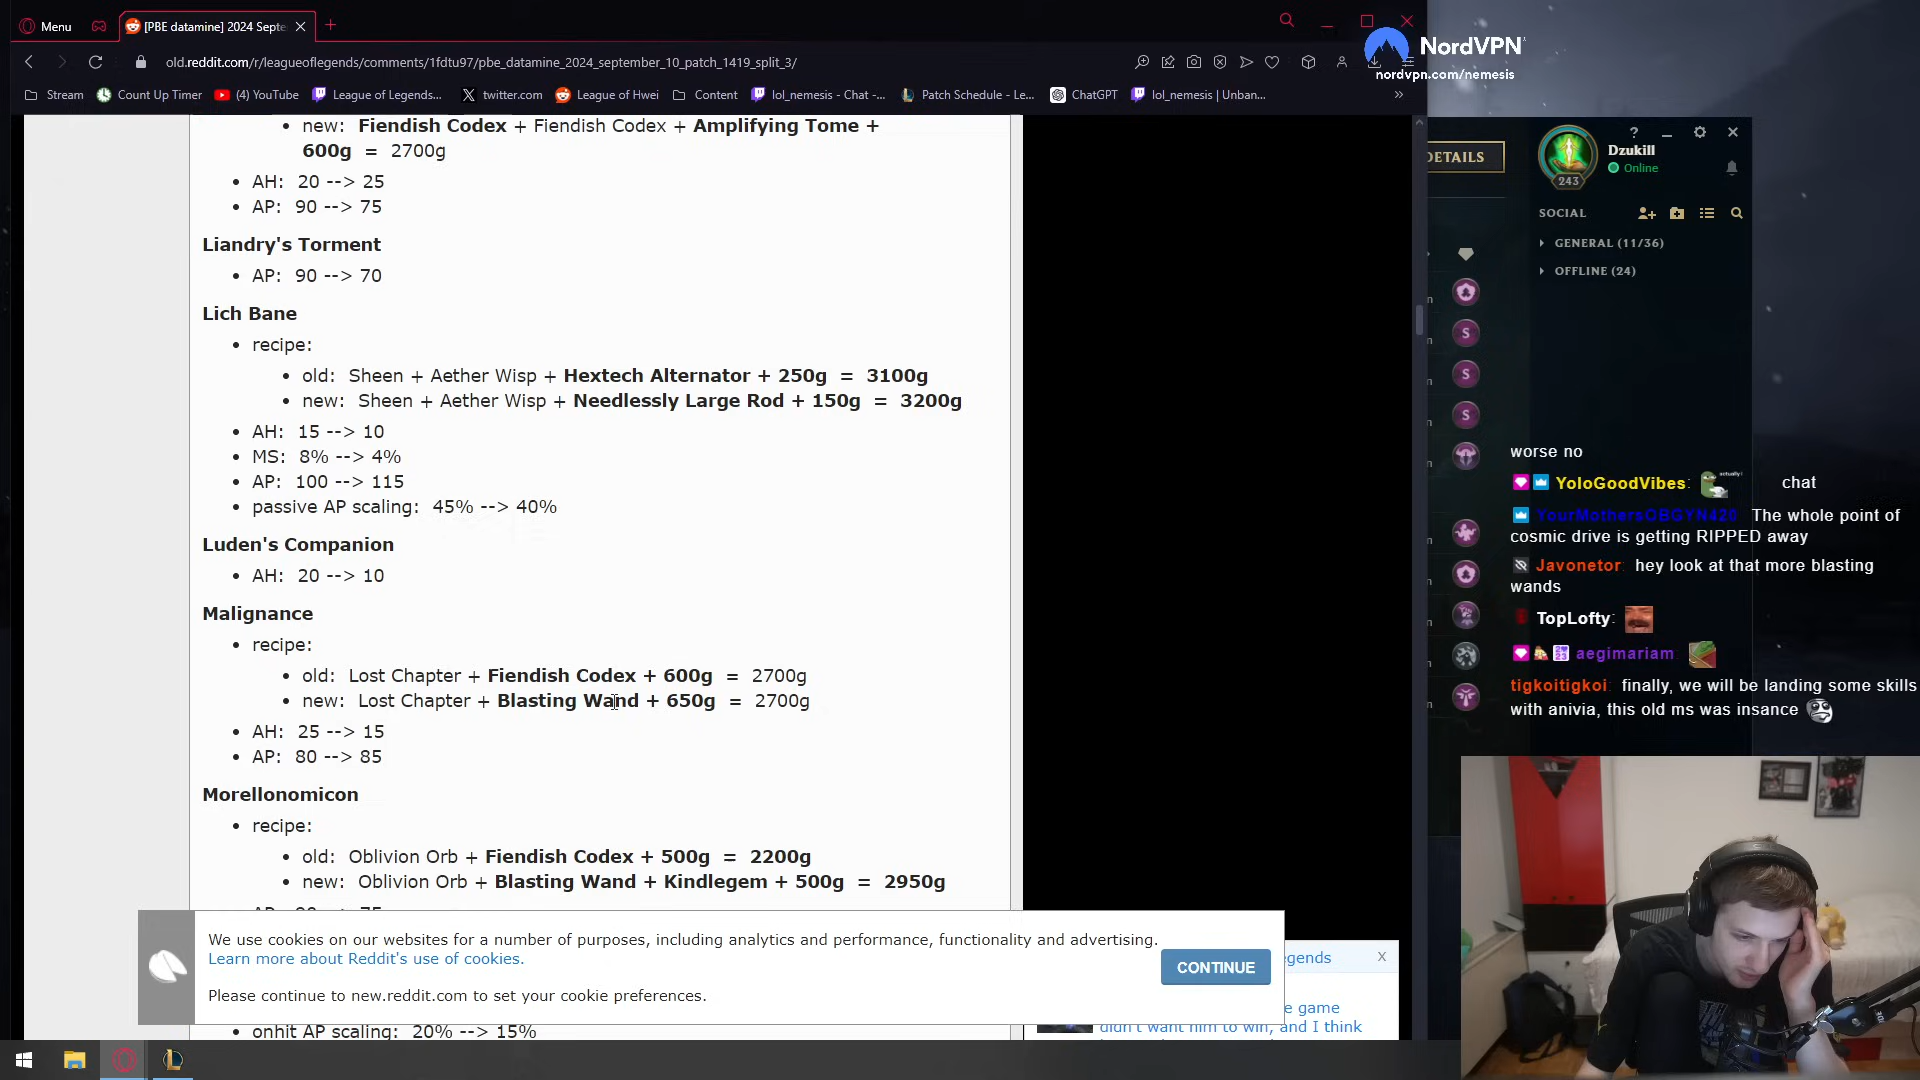 Menu
[PBE datamine] 2024 Septe
NordVPN
nordvpn.com/nemesis
old.reddit.com/r/leagueoflegends/comments/1fdtu97/pbe_datamine_2024_september_10_patch_1419_split_3/
Stream Count Up Timer (4) YouTube League of Legends... twitter.com League of Hwei Content lol_nemesis - Chat -... Patch Schedule - Le... ChatGPT lol_nemesis | Unban... »
• new: Fiendish Codex + Fiendish Codex + Amplifying Tome +
600g = 2700g
• AH: 20 --> 25
• AP: 90 --> 75
Liandry's Torment
• AP: 90 --> 70
Lich Bane
• recipe:
• old: Sheen + Aether Wisp + Hextech Alternator + 250g = 3100g
• new: Sheen + Aether Wisp + Needlessly Large Rod + 150g = 3200g
• AH: 15 --> 10
• MS: 8% --> 4%
• AP: 100 --> 115
• passive AP scaling: 45% --> 40%
Luden's Companion
• AH: 20 --> 10
Malignance
• recipe:
• old: Lost Chapter + Fiendish Codex + 600g = 2700g
• new: Lost Chapter + Blasting Wand + 650g = 2700g
• AH: 25 --> 15
• AP: 80 --> 85
Morellonomicon
• recipe:
• old: Oblivion Orb + Fiendish Codex + 500g = 2200g
• new: Oblivion Orb + Blasting Wand + Kindlegem + 500g = 2950g
We use cookies on our websites for a number of purposes, including analytics and performance, functionality and advertising.
Learn more about Reddit's use of cookies.
Please continue to new.reddit.com to set your cookie preferences.
CONTINUE
egends X
e game
didn't want him to win, and I think
onhit AP scaling: 20% --> 15%
DETAILS
?
Dzukill
Online
243
SOCIAL
GENERAL (11/36)
OFFLINE (24)
S
S
S
worse no
YoloGoodVibes: chat
YourMothersOBGYN420: The whole point of
cosmic drive is getting RIPPED away
Javonetor: hey look at that more blasting
wands
TopLofty:
aegimariam:
tigkoitigkoi: finally, we will be landing some skills
with anivia, this old ms was insance